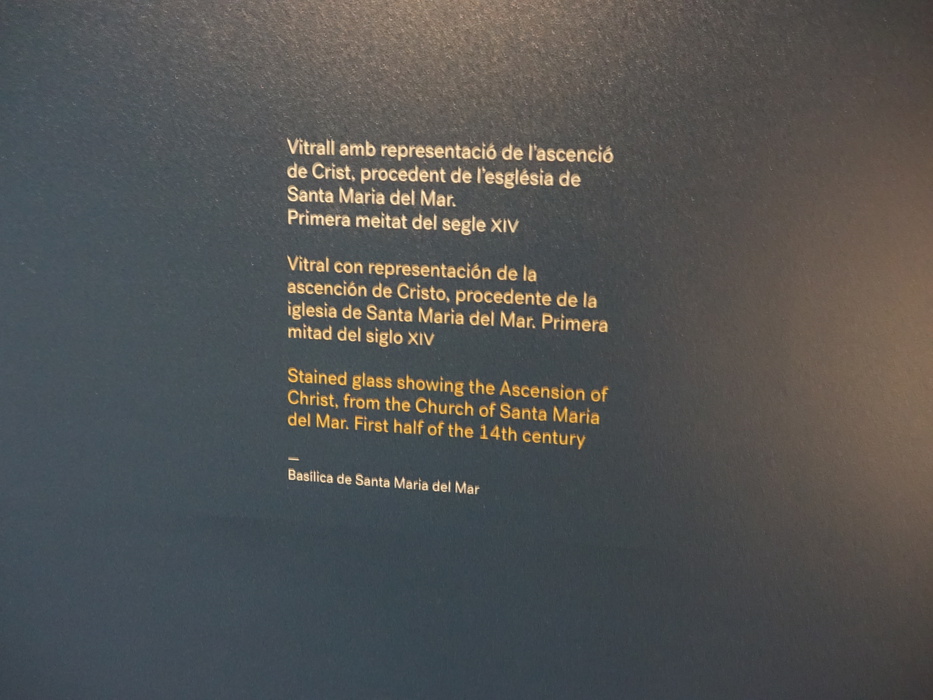 Vitrall amb representació de l'ascenció
de Crist, procedent de l'església de
Santa Maria del Mar.
Primera meitat del segle XIV
Vitral con representación de la
ascención de Cristo, procedente de la
iglesia de Santa Maria del Mar. Primera
mitad del siglo XIV
Stained glass showing the Ascension of
Christ, from the Church of Santa Maria
del Mar. First half of the 14th century
—
Basílica de Santa Maria del Mar